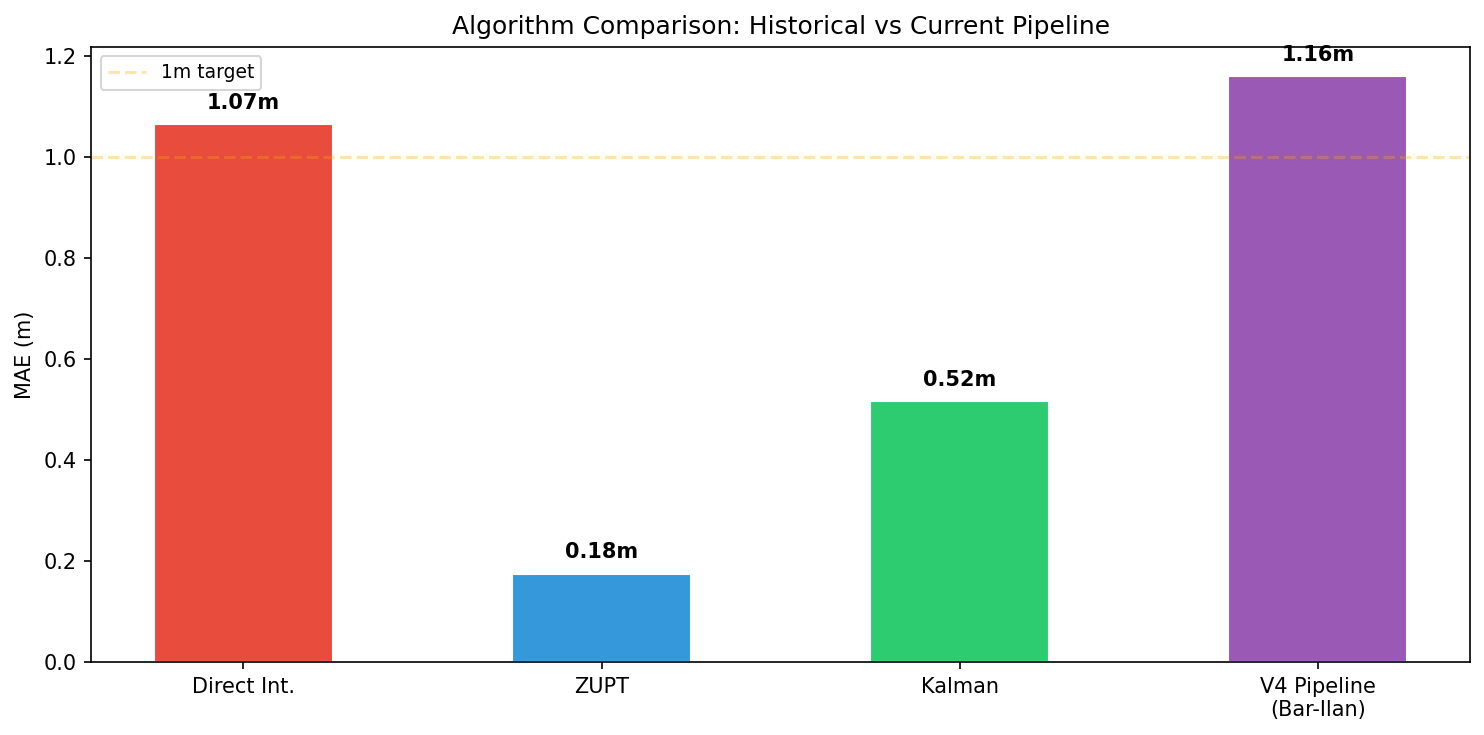 Algorithm Comparison: Historical vs Current Pipeline
1m target
1.07m
0.18m
0.52m
1.16m
MAE (m)
1.2
1.0
0.8
0.6
0.4
0.2
0.0
Direct Int.
ZUPT
Kalman
V4 Pipeline
(Bar-Ilan)